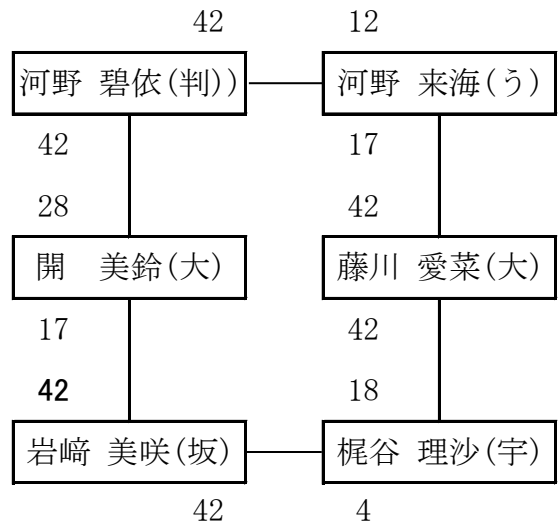 42 12
河野 碧依(判)) 河野 来海(う)
42 17
28 42
開 美鈴(大) 藤川 愛菜(大)
17 42
42 18
岩﨑 美咲(坂) 梶谷 理沙(宇)
42 4